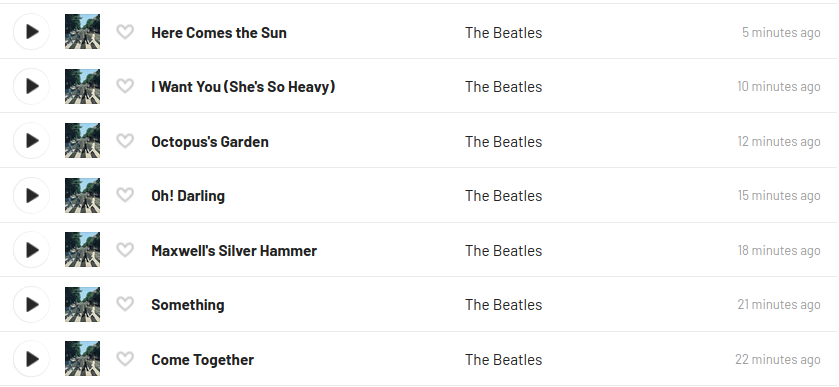 Here Comes the Sun The Beatles 5 minutes ago
I Want You (She's So Heavy) The Beatles 10 minutes ago
Octopus's Garden The Beatles 12 minutes ago
Oh! Darling The Beatles 15 minutes ago
Maxwell's Silver Hammer The Beatles 18 minutes ago
Something The Beatles 21 minutes ago
Come Together The Beatles 22 minutes ago